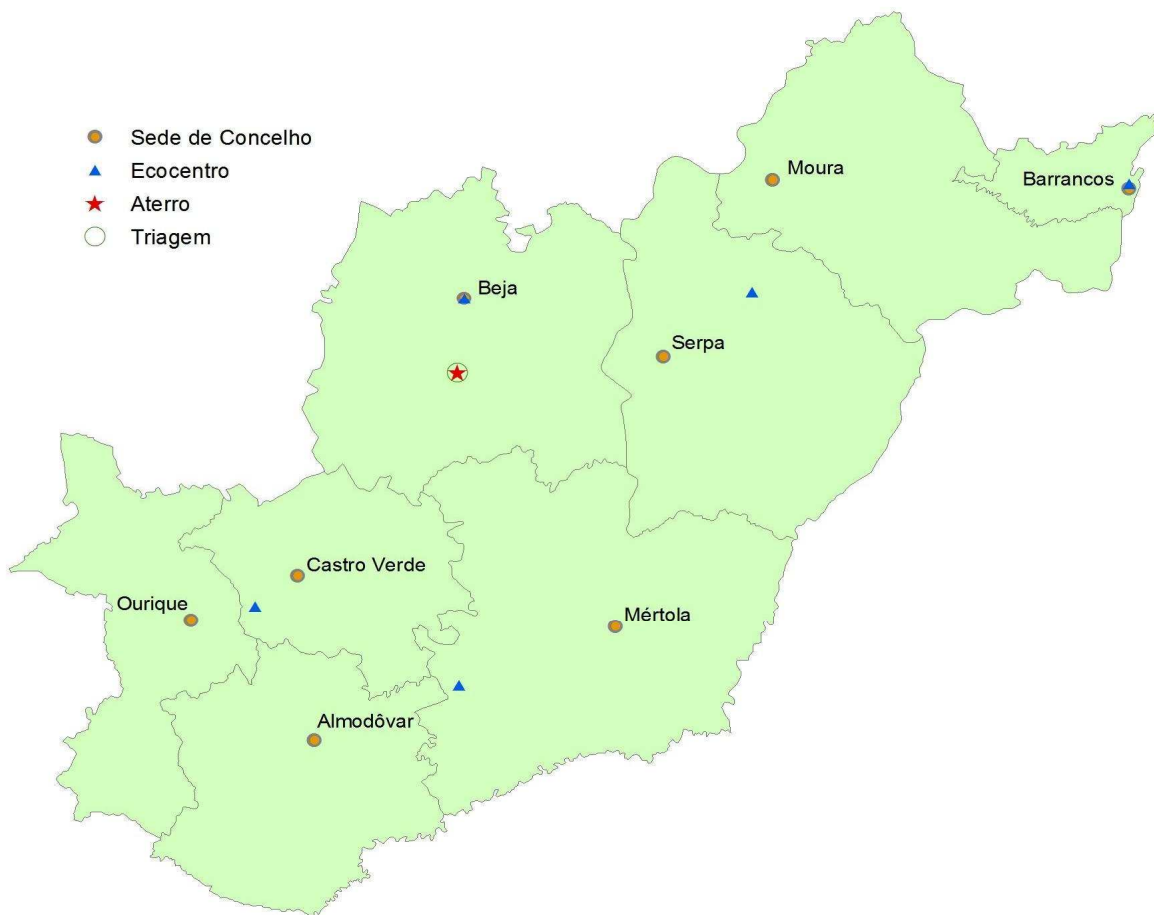 Sede de Concelho
Ecocentro
Aterro
Triagem
Moura
Barrancos
Beja
Serpa
Castro Verde
Ourique
Mértola
Almodôvar